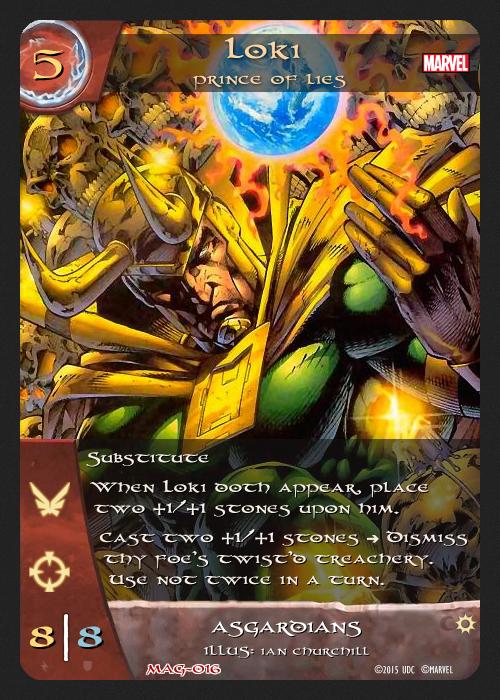 5
Loki
Prince of Lies
MARVEL
Substitute
When Loki doth appear, place
two +1/+1 stones upon him.
Cast two +1/+1 stones → Dismiss
thy foe's twist'd treachery.
Use not twice in a turn.
8 | 8
Asgardians
Illus: Ian Churchill
MAG-016
©2015 UDC ©MARVEL